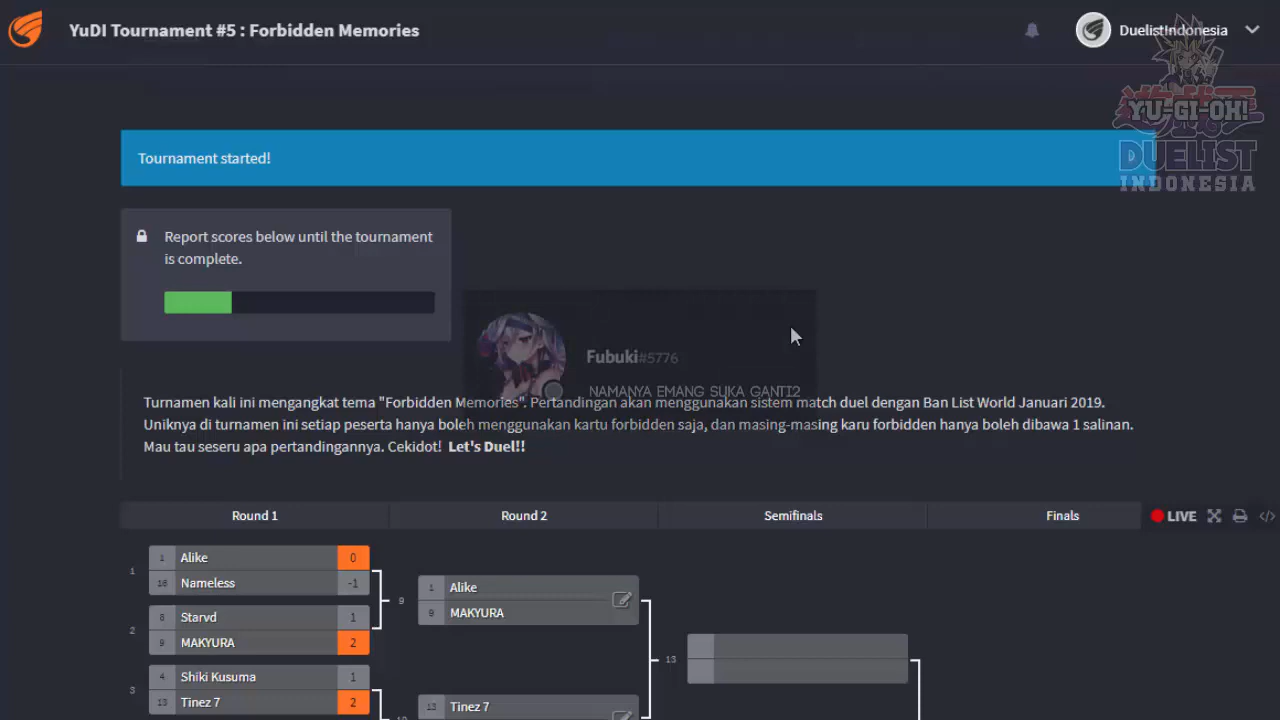 YuDI Tournament #5 : Forbidden Memories
DuelistIndonesia
YU-GI-OH!
DUELIST
INDONESIA
Tournament started!
Report scores below until the tournament
is complete.
Fubuki#5776
NAMANYA EMANG SUKA GANTI2
Turnamen kali ini mengangkat tema "Forbidden Memories". Pertandingan akan menggunakan sistem match duel dengan Ban List World Januari 2019.
Uniknya di turnamen ini setiap peserta hanya boleh menggunakan kartu forbidden saja, dan masing-masing karu forbidden hanya boleh dibawa 1 salinan.
Mau tau seseru apa pertandingannya. Cekidot! Let's Duel!!
Round 1 Round 2 Semifinals Finals LIVE
1 Alike 0
1 16 Nameless -1
9 1 Alike
9 MAKYURA
8 Starvd 1
2 9 MAKYURA 2
13
4 Shiki Kusuma 1
3 13 Tinez 7 2
10 13 Tinez 7